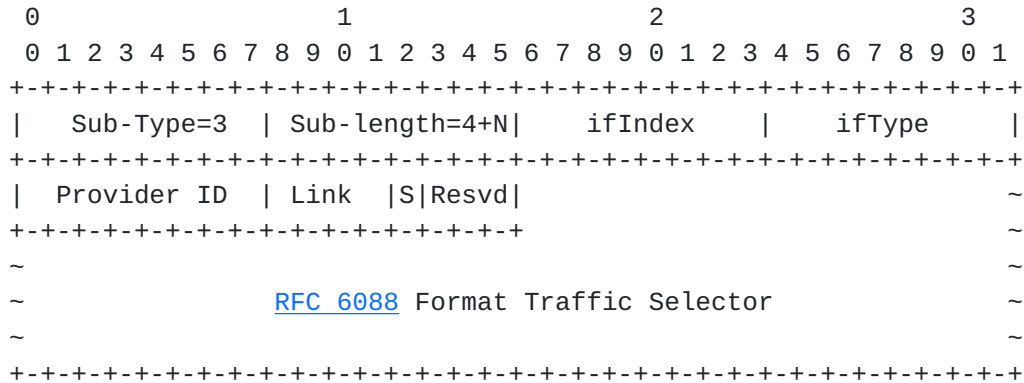 0                   1                   2                   3
 0 1 2 3 4 5 6 7 8 9 0 1 2 3 4 5 6 7 8 9 0 1 2 3 4 5 6 7 8 9 0 1
+-+-+-+-+-+-+-+-+-+-+-+-+-+-+-+-+-+-+-+-+-+-+-+-+-+-+-+-+-+-+-+-+
|   Sub-Type=3  | Sub-length=4+N|    ifIndex    |    ifType     |
+-+-+-+-+-+-+-+-+-+-+-+-+-+-+-+-+-+-+-+-+-+-+-+-+-+-+-+-+-+-+-+-+
|  Provider ID  | Link  |S|Resvd|                               ~
+-+-+-+-+-+-+-+-+-+-+-+-+-+-+-+-+                               ~
~                                                               ~
~                RFC 6088 Format Traffic Selector               ~
~                                                               ~
+-+-+-+-+-+-+-+-+-+-+-+-+-+-+-+-+-+-+-+-+-+-+-+-+-+-+-+-+-+-+-+-+